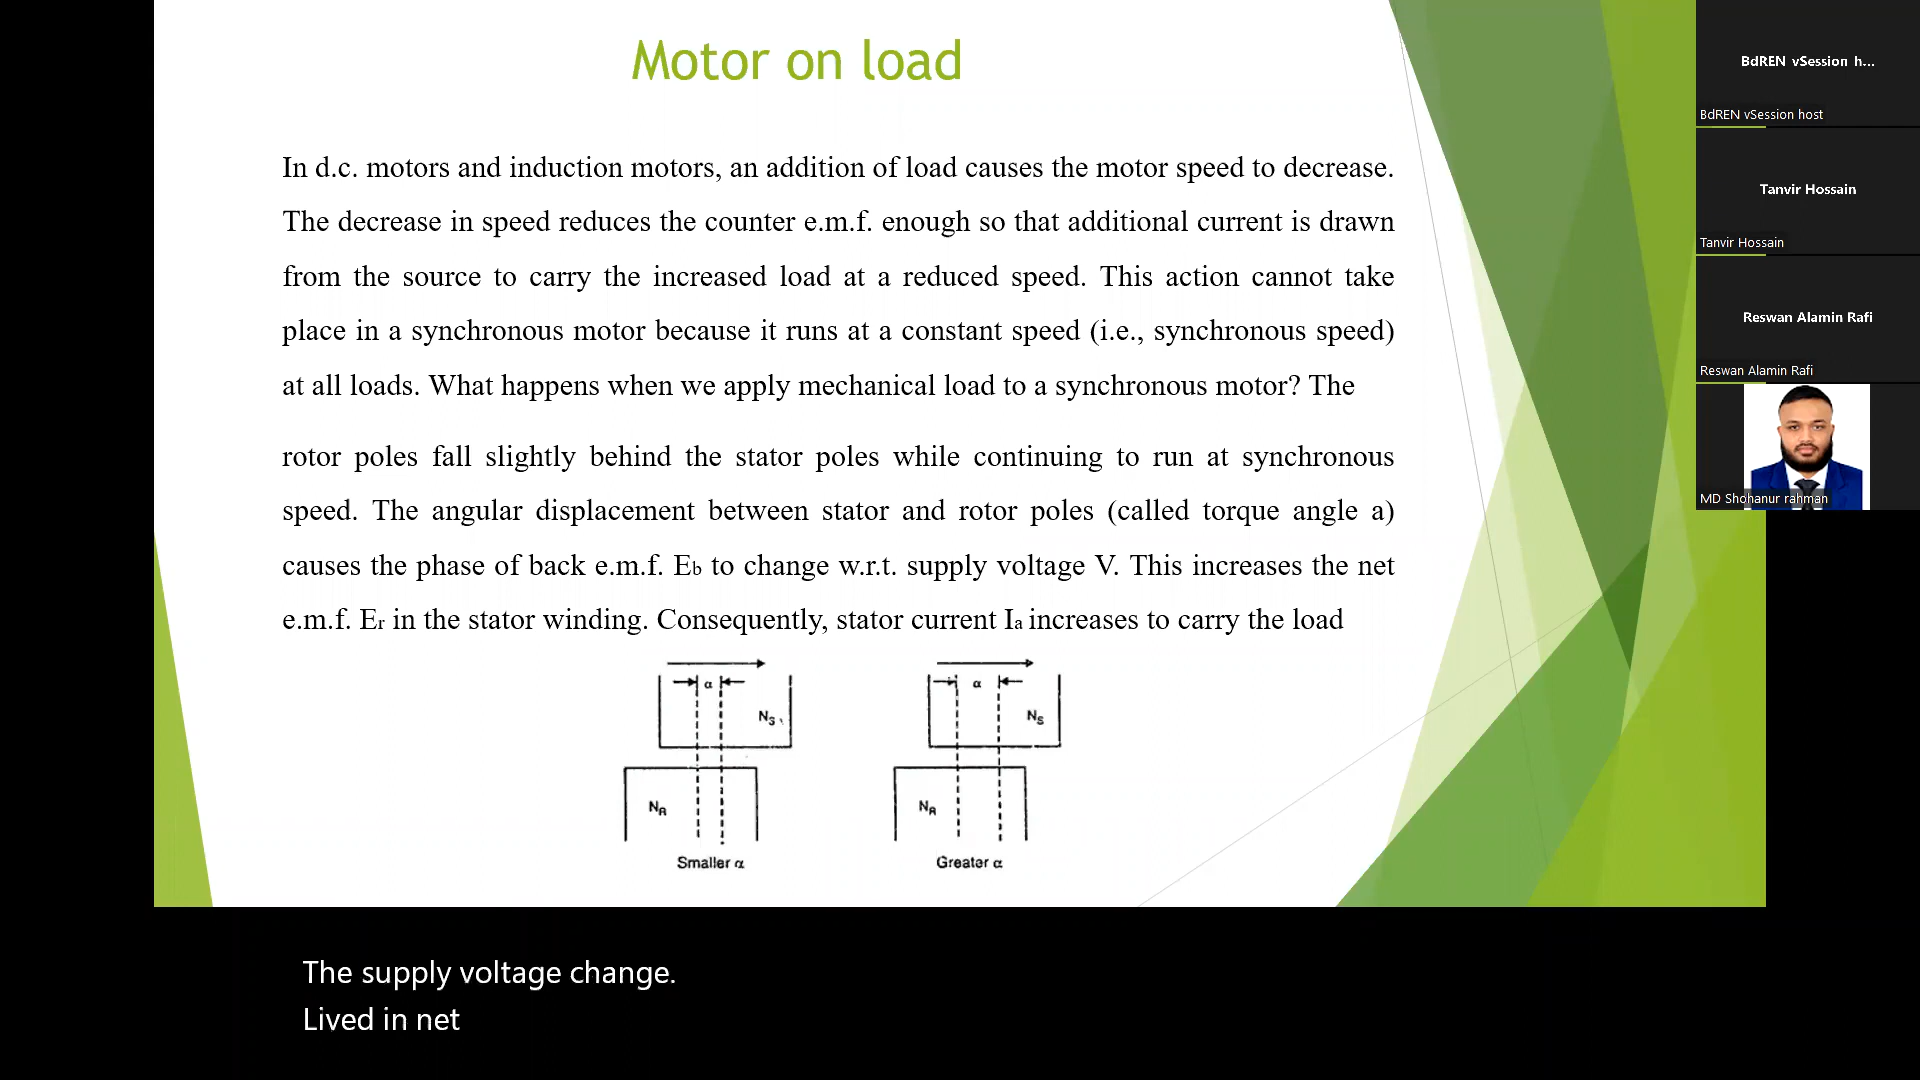 Motor on load
In d.c. motors and induction motors, an addition of load causes the motor speed to decrease.
The decrease in speed reduces the counter e.m.f. enough so that additional current is drawn
from the source to carry the increased load at a reduced speed. This action cannot take
place in a synchronous motor because it runs at a constant speed (i.e., synchronous speed)
at all loads. What happens when we apply mechanical load to a synchronous motor? The
rotor poles fall slightly behind the stator poles while continuing to run at synchronous
speed. The angular displacement between stator and rotor poles (called torque angle a)
causes the phase of back e.m.f. Eb to change w.r.t. supply voltage V. This increases the net
e.m.f. Er in the stator winding. Consequently, stator current Ia increases to carry the load
α
NS
NR
Smaller α
α
NS
NR
Greater α
BdREN vSession h...
BdREN vSession host
Tanvir Hossain
Tanvir Hossain
Reswan Alamin Rafi
Reswan Alamin Rafi
MD Shohanur rahman
The supply voltage change.
Lived in net